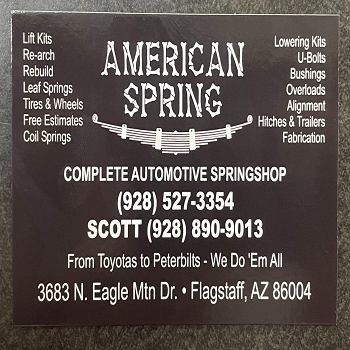 Lift Kits
Re-arch
Rebuild
Leaf Springs
Tires & Wheels
Free Estimates
Coil Springs
AMERICAN
SPRING
Lowering Kits
U-Bolts
Bushings
Overloads
Alignment
Hitches & Trailers
Fabrication
COMPLETE AUTOMOTIVE SPRINGSHOP
(928) 527-3354
SCOTT (928) 890-9013
From Toyotas to Peterbilts - We Do 'Em All
3683 N. Eagle Mtn Dr. • Flagstaff, AZ 86004